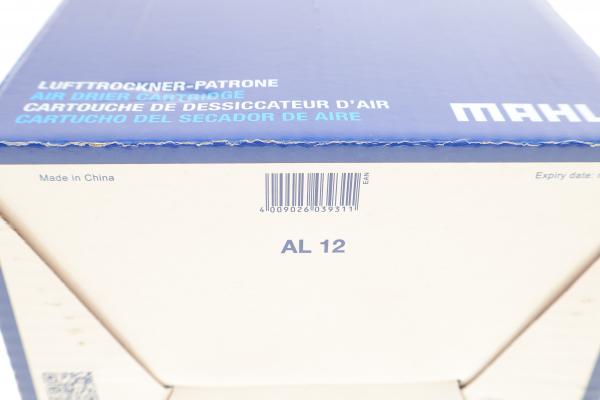 LUFTTROCKNER-PATRONE
AIR DRIER CARTRIDGE
CARTOUCHE DE DESSICCATEUR D'AIR
CARTUCHO DEL SECADOR DE AIRE
MAHL
Made in China
EAN
Expiry date:
4 009026 039311
AL 12